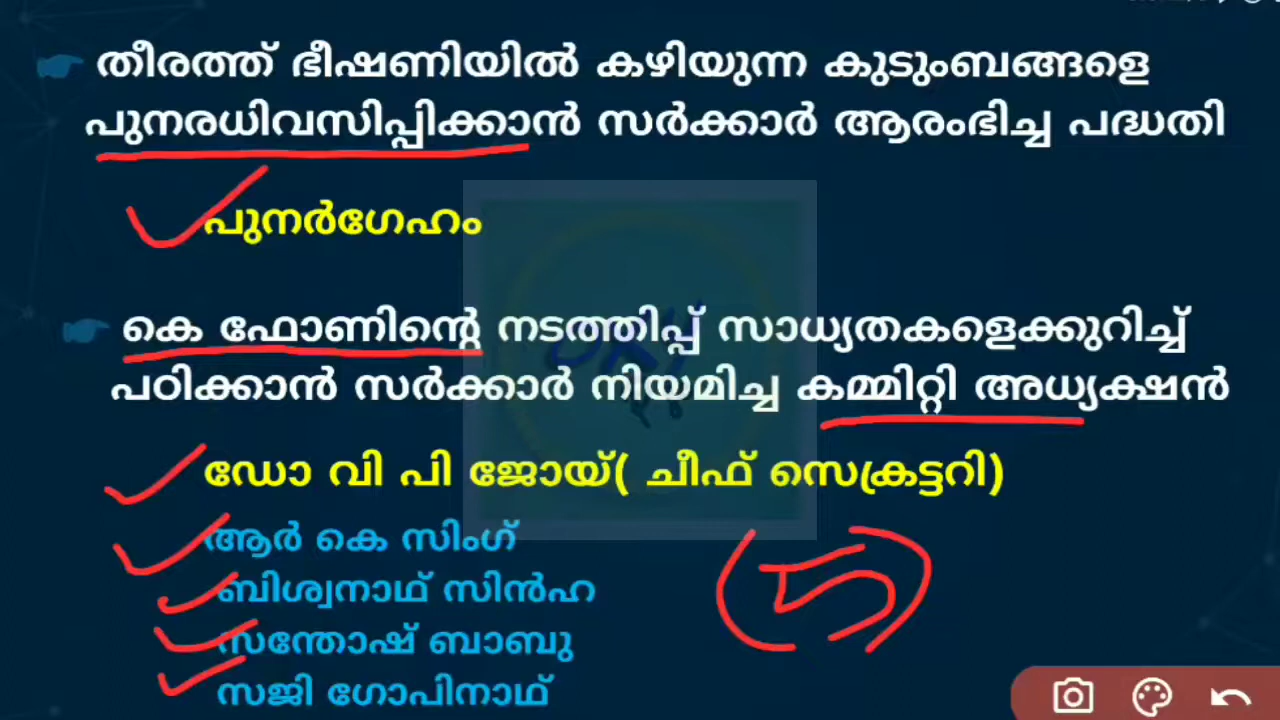 തീരത്ത് ഭീഷണിയിൽ കഴിയുന്ന കുടുംബങ്ങളെ
പുനരധിവസിപ്പിക്കാൻ സർക്കാർ ആരംഭിച്ച പദ്ധതി
പുനർഗേഹം
കെ ഫോണിന്റെ നടത്തിപ്പ് സാധ്യതകളെക്കുറിച്ച്
പഠിക്കാൻ സർക്കാർ നിയമിച്ച കമ്മിറ്റി അധ്യക്ഷൻ
ഡോ വി പി ജോയ്( ചീഫ് സെക്രട്ടറി)
ആർ കെ സിംഗ്
ബിശ്വനാഥ് സിൻഹ
സന്തോഷ് ബാബു
സജി ഗോപിനാഥ്
(5)